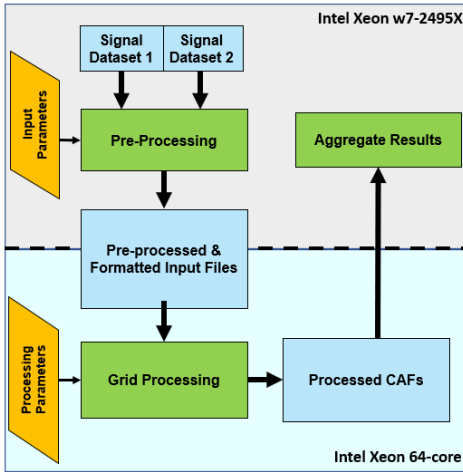 Intel Xeon w7-2495X
Signal
Dataset 1
Signal
Dataset 2
Input
Parameters
Pre-Processing
Aggregate Results
Pre-processed &
Formatted Input Files
Processing
Parameters
Grid Processing
Processed CAFs
Intel Xeon 64-core